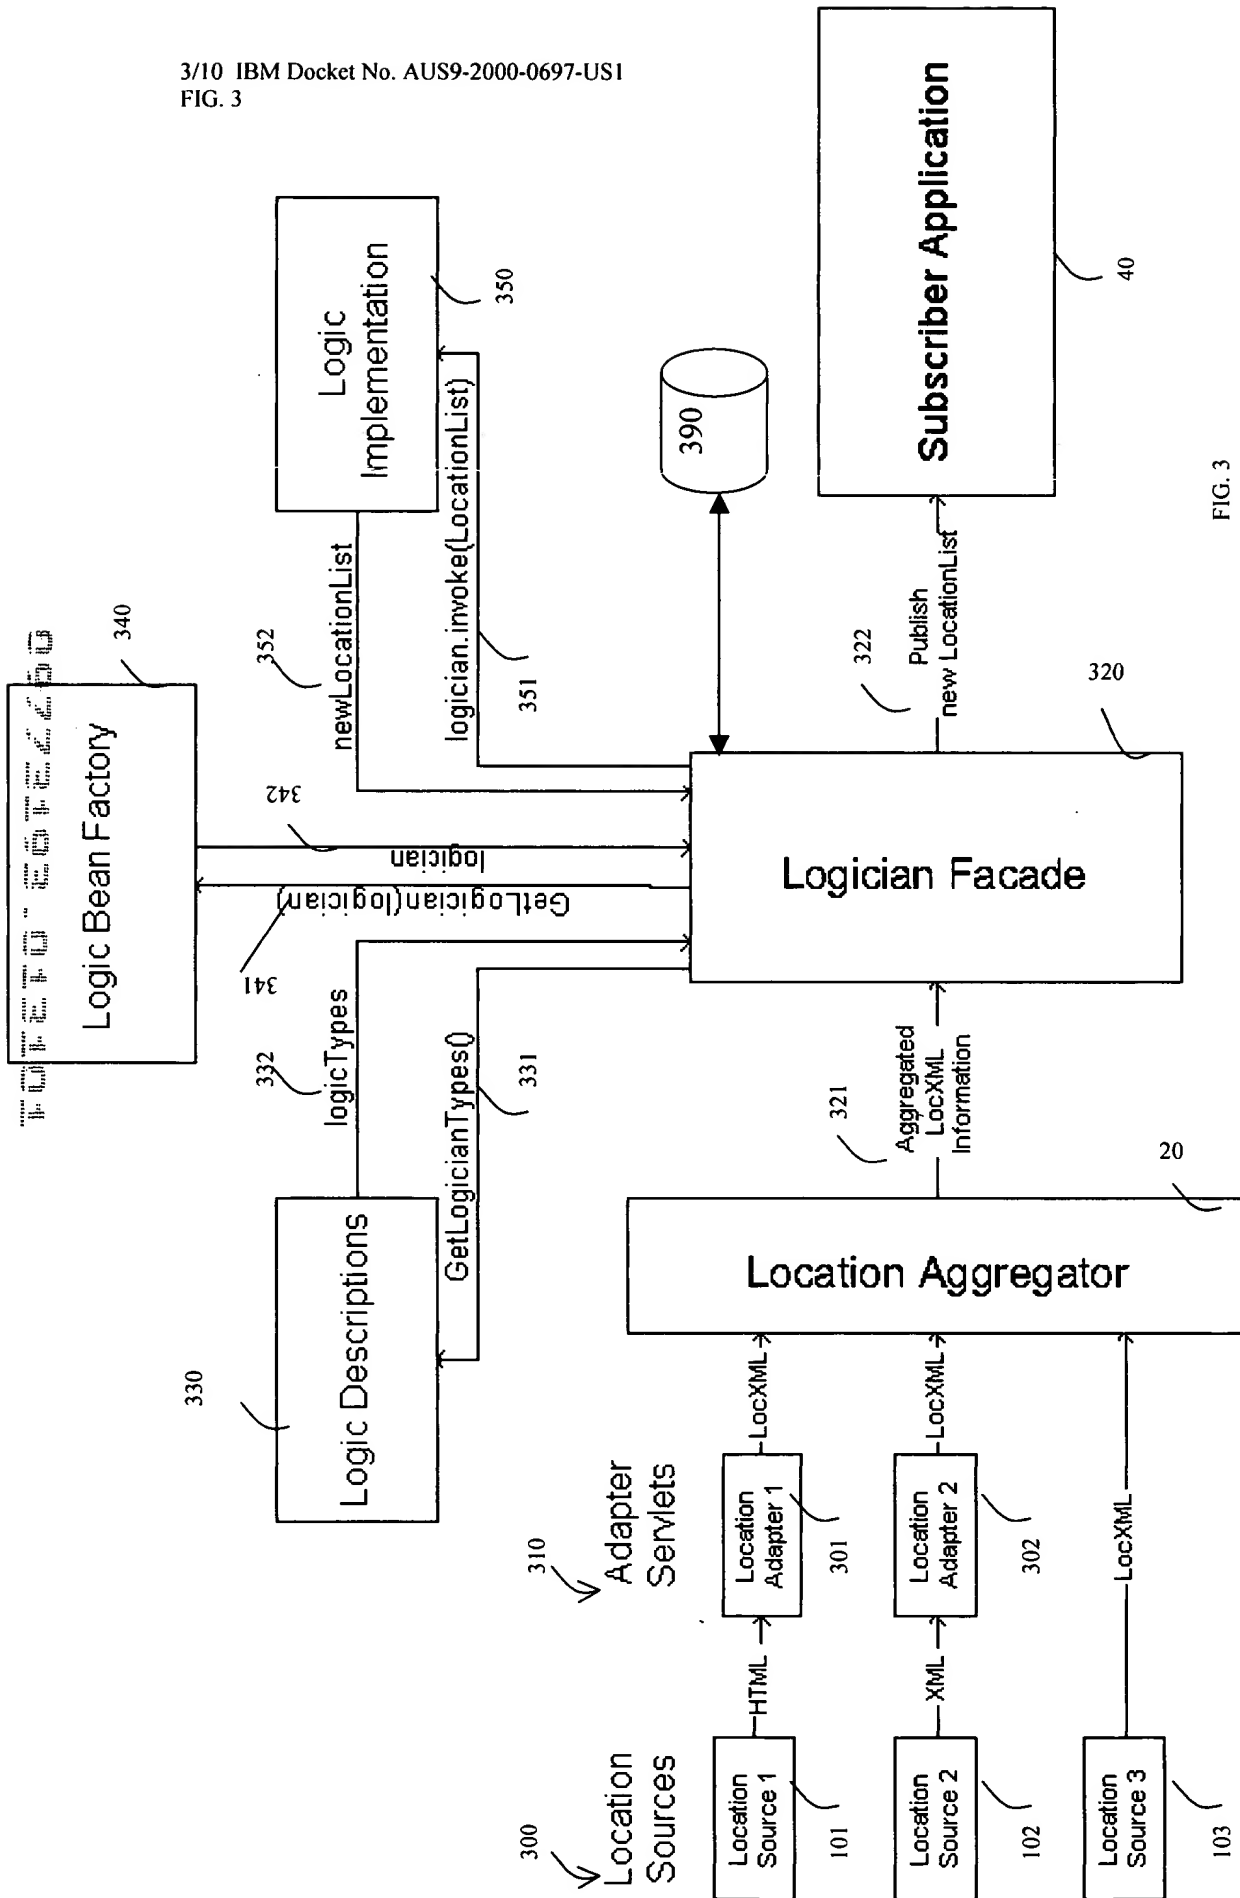 3/10 IBM Docket No. AUS9-2000-0697-US1
FIG. 3
Logic Bean Factory
340
Logic Descriptions
330
Logic
Implementation
350
332
logicTypes
GetLogicianTypes()
331
341
GetLogician(logician)
logician
342
352
newLocationList
logician.invoke(LocationList)
351
390
300
Location
Sources
310
Adapter
Servlets
Location
Source 1
101
HTML
Location
Adapter 1
301
LocXML
Location
Source 2
102
XML
Location
Adapter 2
302
LocXML
Location
Source 3
103
LocXML
Location Aggregator
20
321
Aggregated
LocXML
Information
Logician Facade
320
322
Publish
new LocationList
Subscriber Application
40
FIG. 3